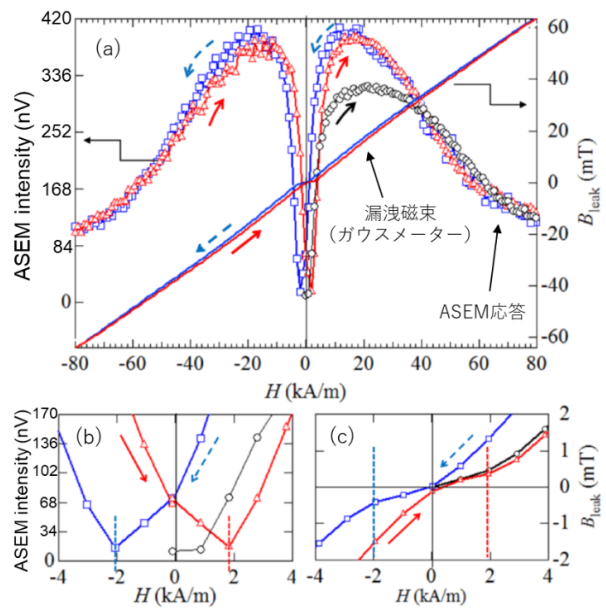 (a)
ASEM intensity (nV)
420
336
252
168
84
0
60
40
20
0
-20
-40
-60
B leak (mT)
漏洩磁束
(ガウスメーター)
ASEM応答
-80 -60 -40 -20 0 20 40 60 80
H (kA/m)
(b)
ASEM intensity (nV)
170
136
102
68
34
0
-4 -2 0 2 4
H (kA/m)
(c)
2
1
0
-1
-2
B leak (mT)
-4 -2 0 2 4
H (kA/m)